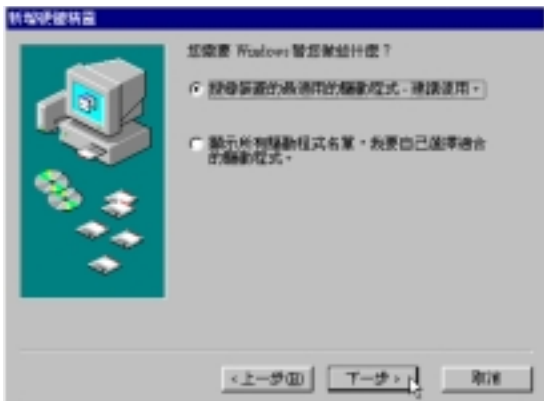 新增硬體精靈
您需要 Windows 替您做些什麼？
搜尋裝置的最適用的驅動程式 - 建議使用。
顯示所有驅動程式名單，我要自己選擇適合
的驅動程式。
<上一步(B)
下一步 >
取消